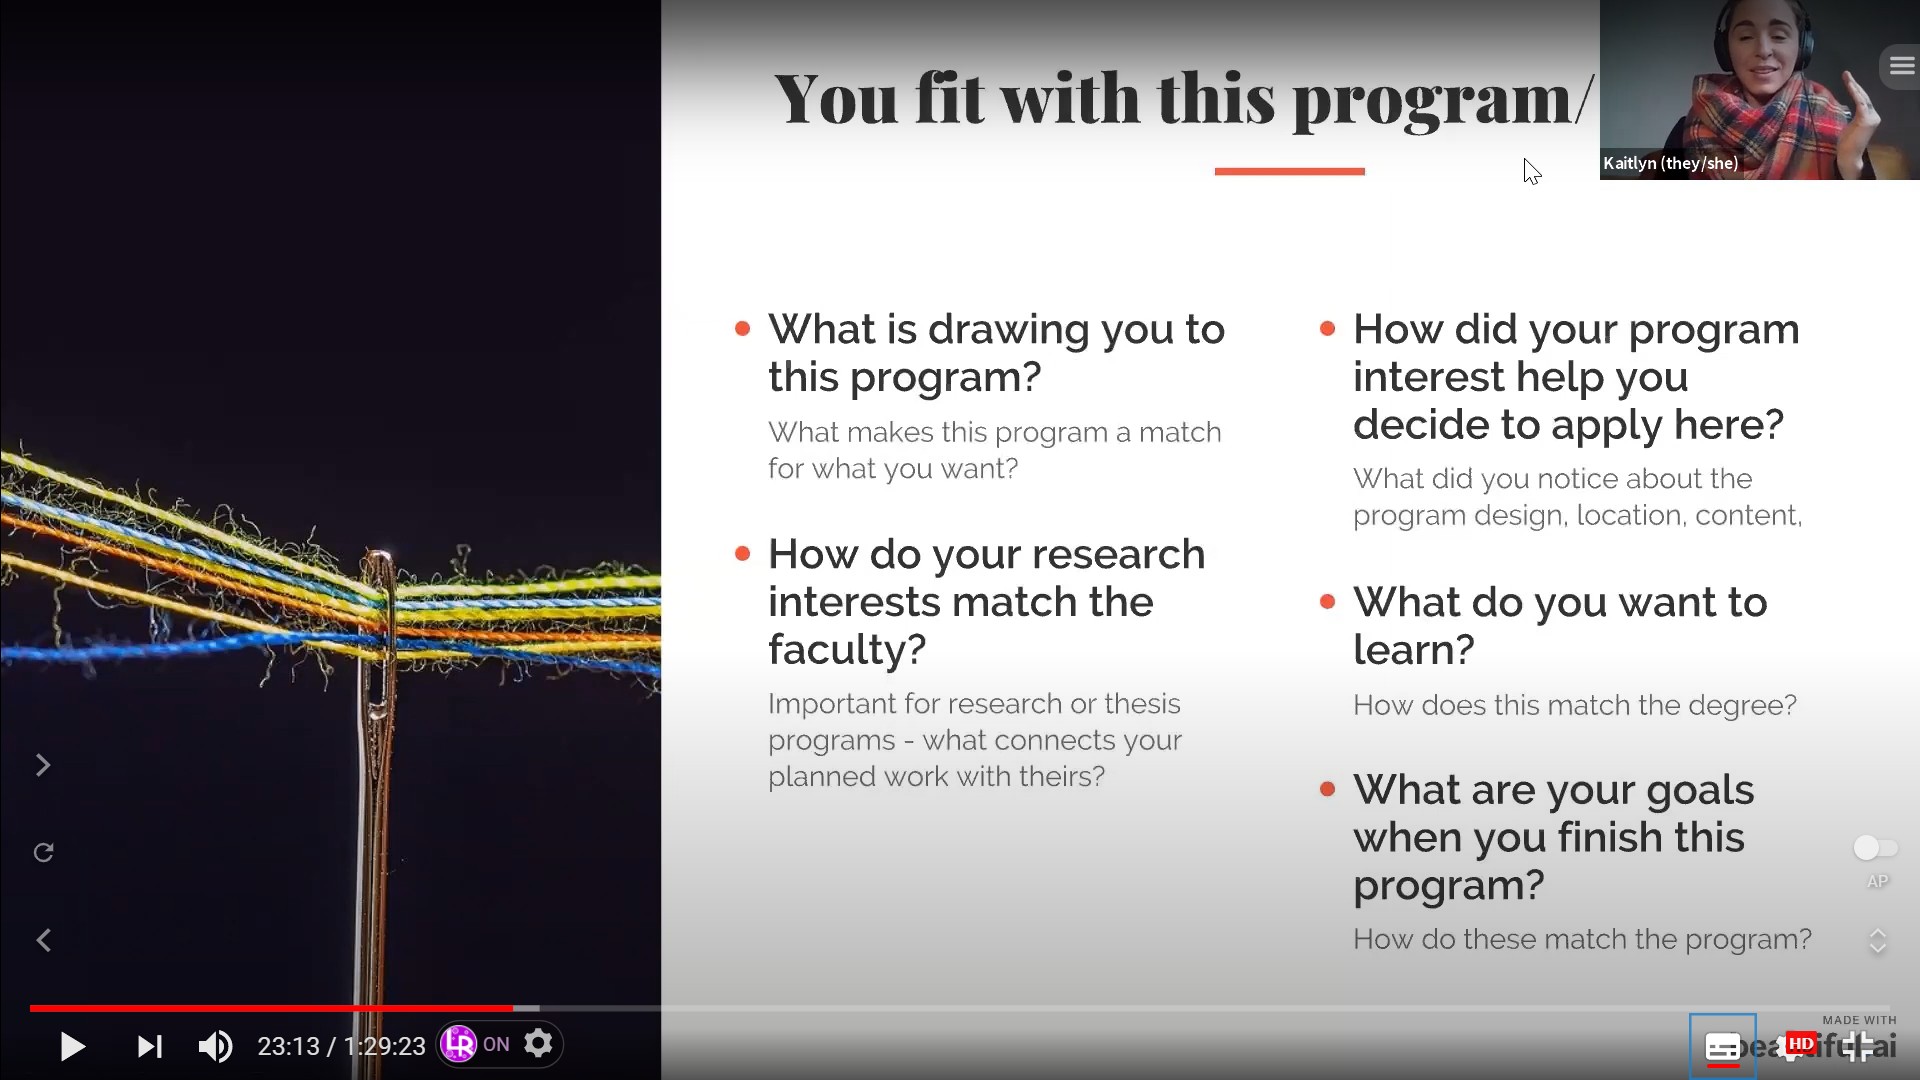 You fit with this program/
Kaitlyn (they/she)
What is drawing you to
this program?
What makes this program a match
for what you want?
How do your research
interests match the
faculty?
Important for research or thesis
programs - what connects your
planned work with theirs?
How did your program
interest help you
decide to apply here?
What did you notice about the
program design, location, content,
What do you want to
learn?
How does this match the degree?
What are your goals
when you finish this
program?
How do these match the program?
AP
23:13 / 1:29:23
LR ON
MADE WITH
beautiful.ai
HD